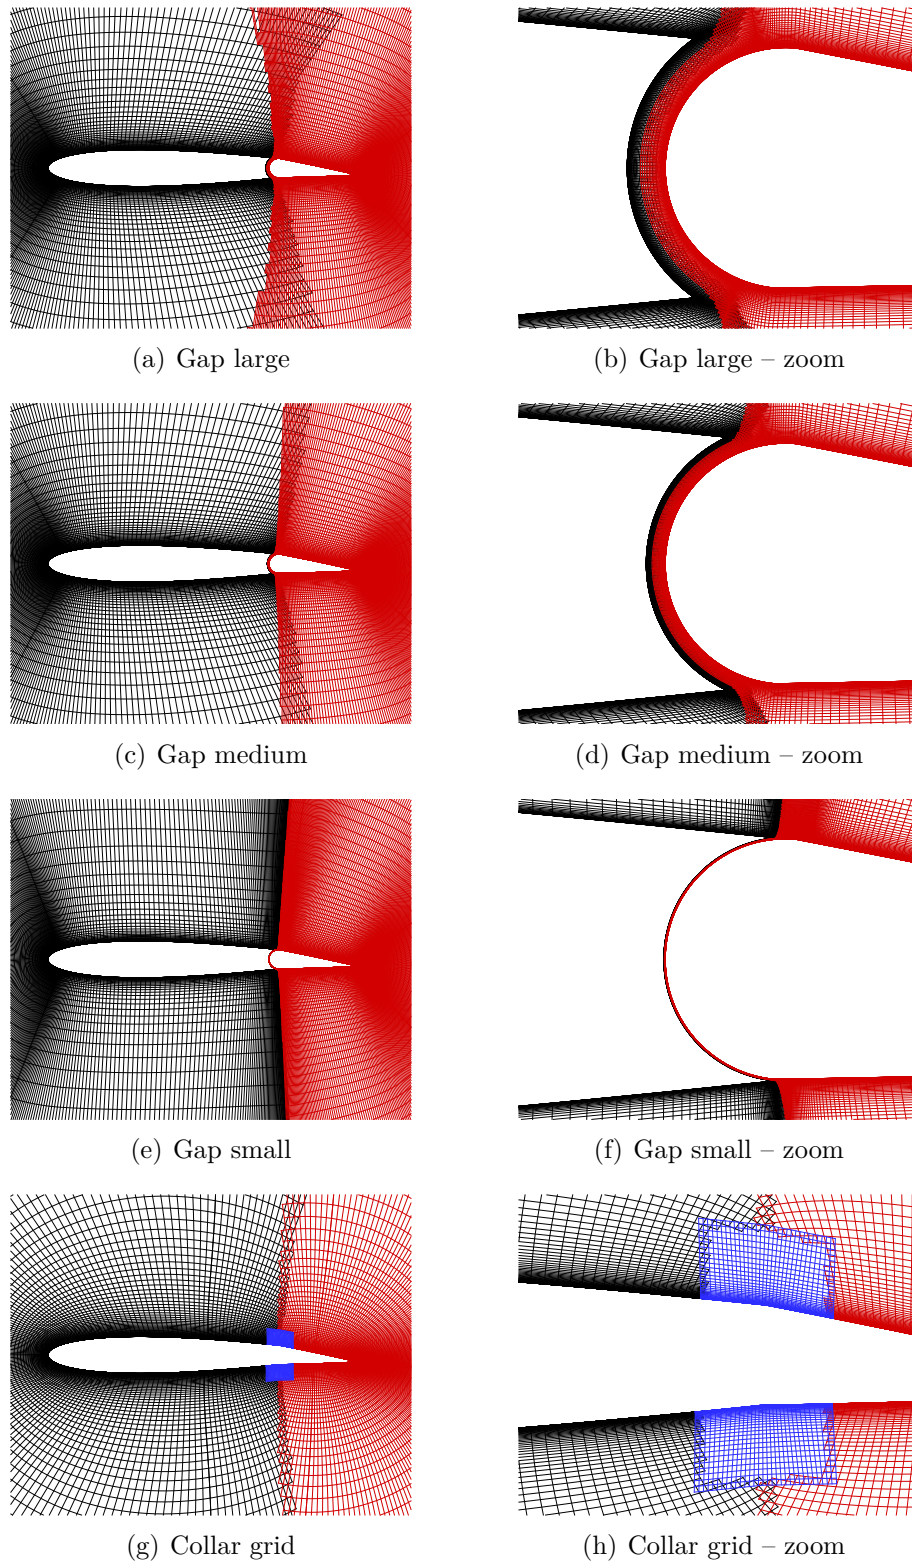 (a) Gap large
(b) Gap large – zoom
(c) Gap medium
(d) Gap medium – zoom
(e) Gap small
(f) Gap small – zoom
(g) Collar grid
(h) Collar grid – zoom